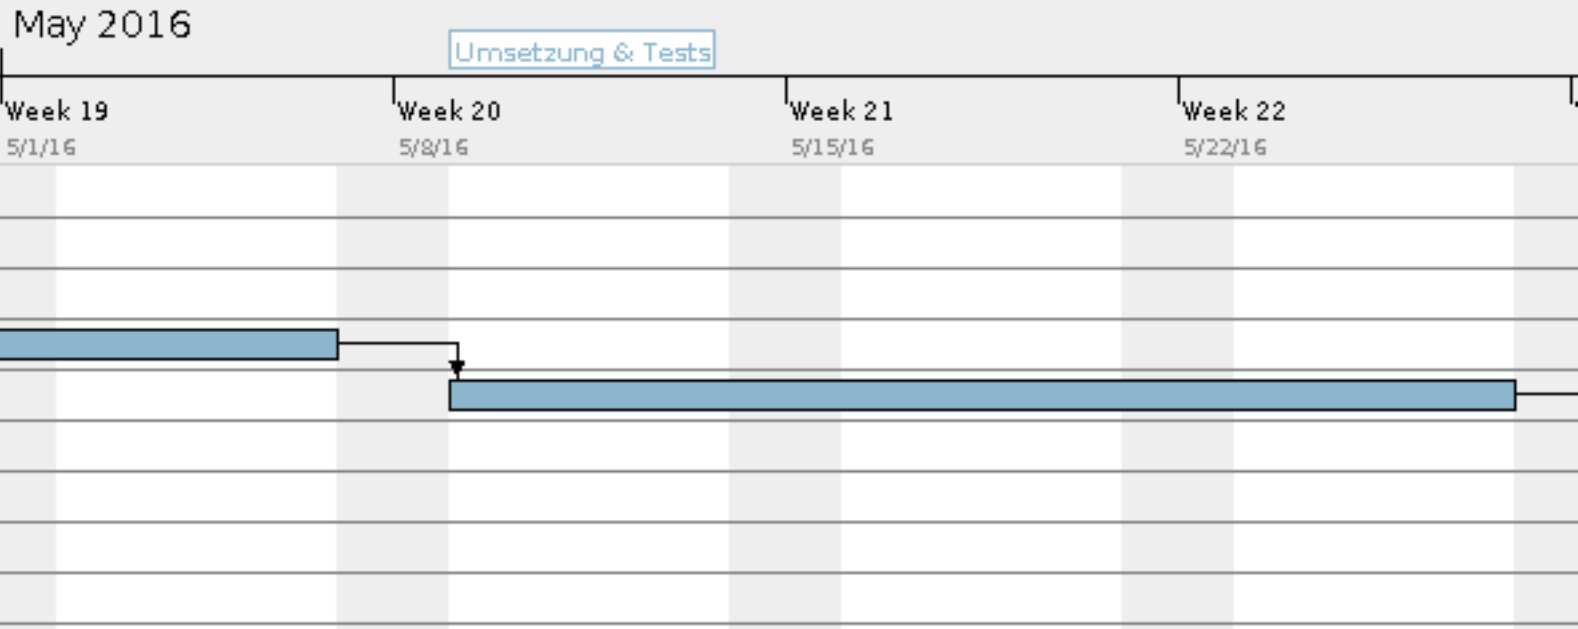 May 2016
Umsetzung & Tests
Week 19
Week 20
Week 21
Week 22
5/1/16
5/8/16
5/15/16
5/22/16